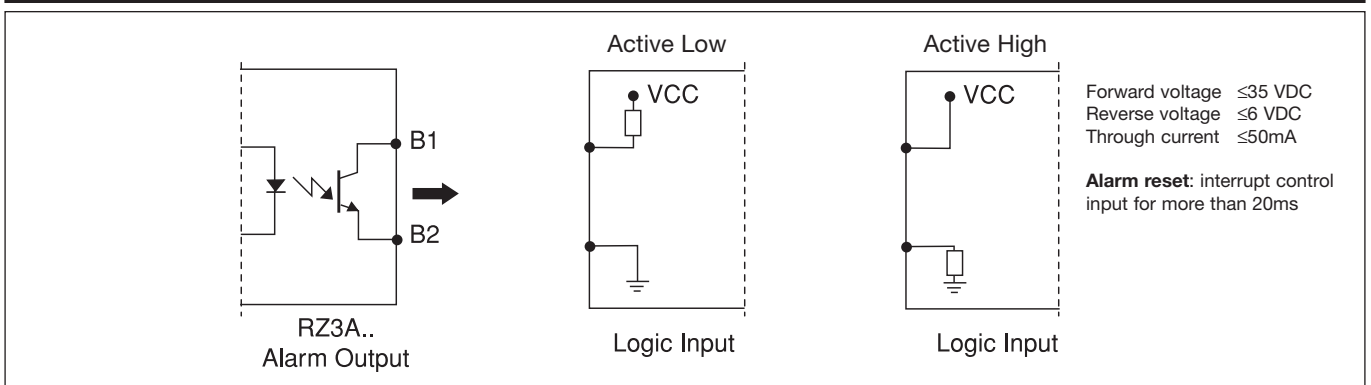 Active Low
Active High
VCC
VCC
Forward voltage ≤35 VDC
Reverse voltage ≤6 VDC
Through current ≤50mA
B1
Alarm reset: interrupt control
input for more than 20ms
B2
RZ3A..
Alarm Output
Logic Input
Logic Input